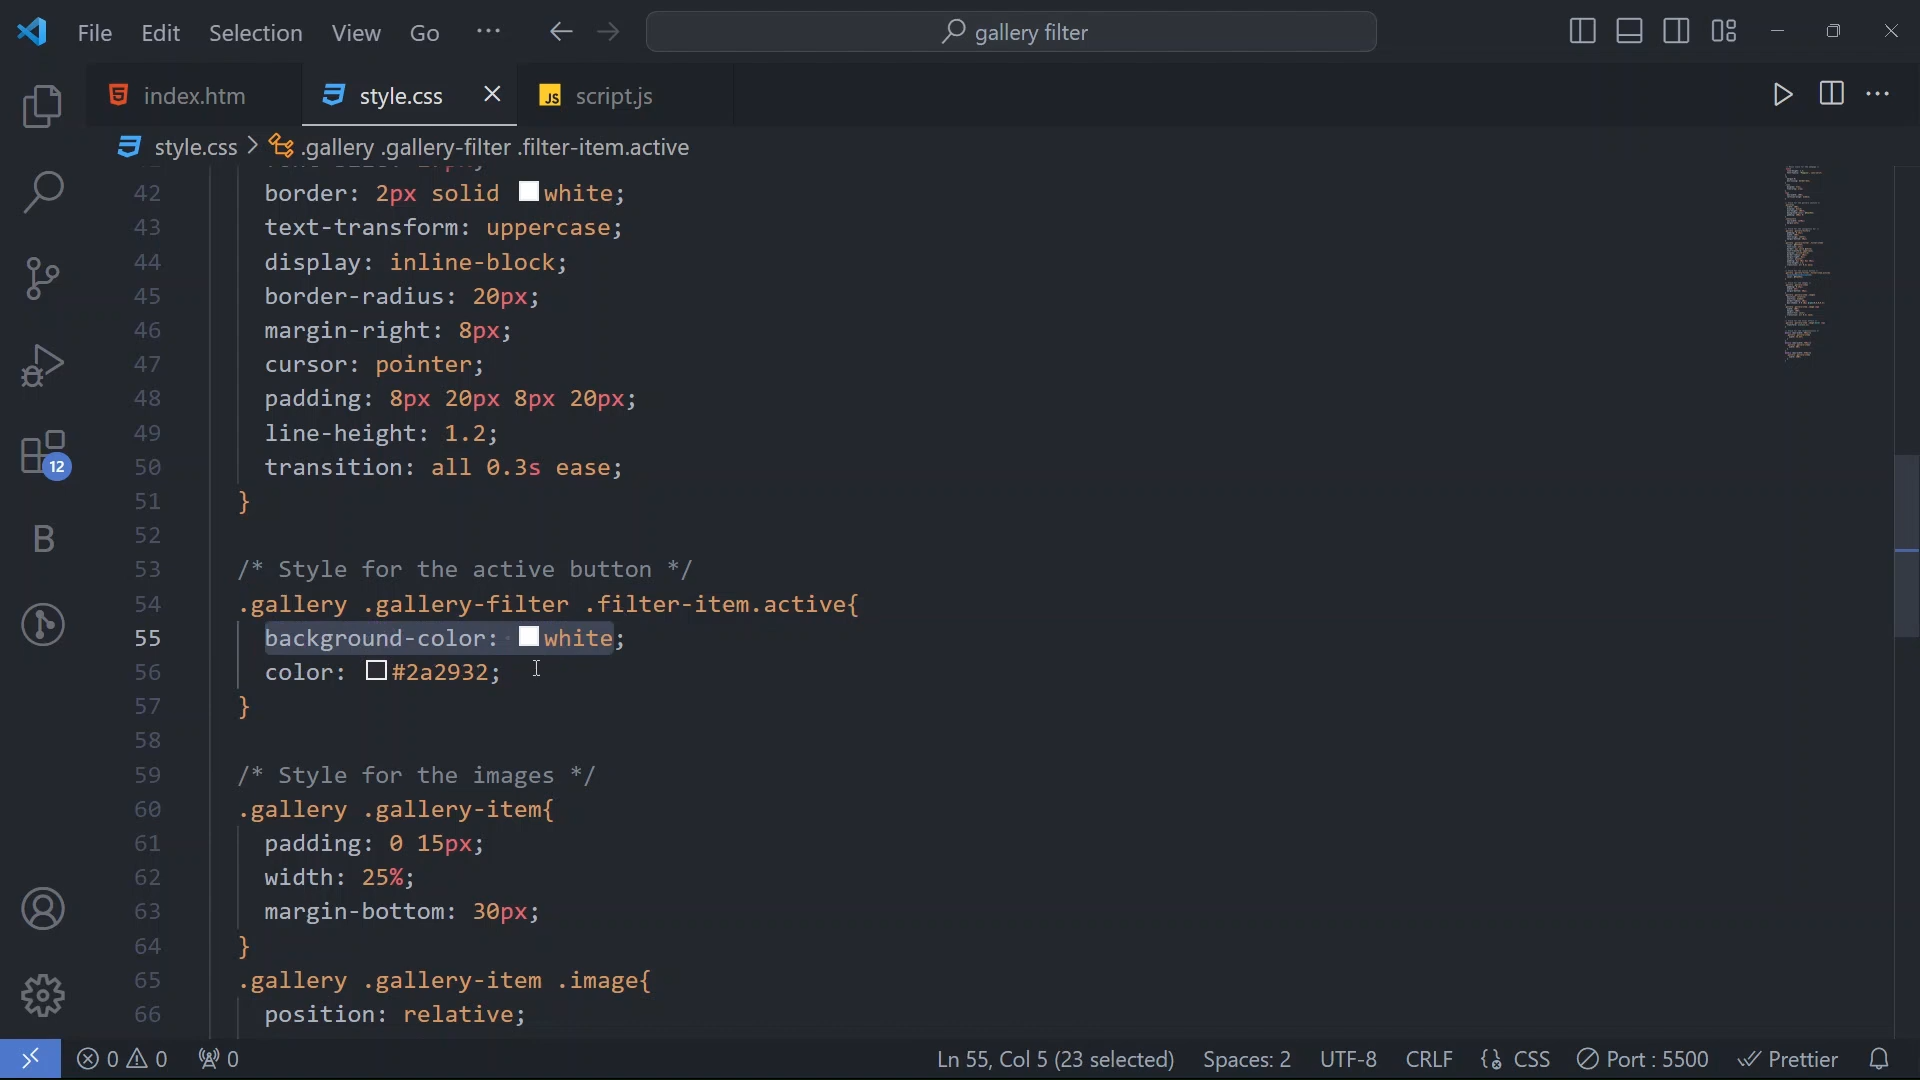 File Edit Selection View Go ··· gallery filter
index.htm style.css script.js
style.css > .gallery .gallery-filter .filter-item.active
42 border: 2px solid white;
43 text-transform: uppercase;
44 display: inline-block;
45 border-radius: 20px;
46 margin-right: 8px;
47 cursor: pointer;
48 padding: 8px 20px 8px 20px;
49 line-height: 1.2;
50 transition: all 0.3s ease;
51 }
52
53 /* Style for the active button */
54 .gallery .gallery-filter .filter-item.active{
55 background-color: white;
56 color: #2a2932;
57 }
58
59 /* Style for the images */
60 .gallery .gallery-item{
61 padding: 0 15px;
62 width: 25%;
63 margin-bottom: 30px;
64 }
65 .gallery .gallery-item .image{
66 position: relative;
12
B
0 0 0 Ln 55, Col 5 (23 selected) Spaces: 2 UTF-8 CRLF {} CSS Port : 5500 Prettier